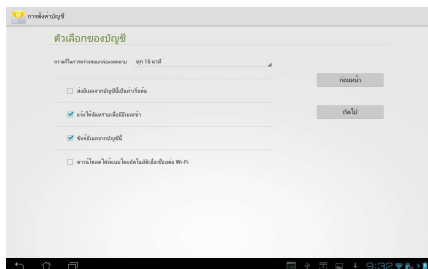 การตั้งค่าบัญชี
ตัวเลือกของบัญชี
ความถี่ในการตรวจสอบกล่องจดหมาย ทุก 15 นาที
ก่อนหน้า
ส่งอีเมลจากบัญชีนี้เป็นค่าเริ่มต้น
แจ้งให้ฉันทราบเมื่อมีอีเมลเข้า
ถัดไป
ซิงค์อีเมลจากบัญชีนี้
ดาวน์โหลดไฟล์แนบโดยอัตโนมัติเมื่อเชื่อมต่อ Wi-Fi
9:32